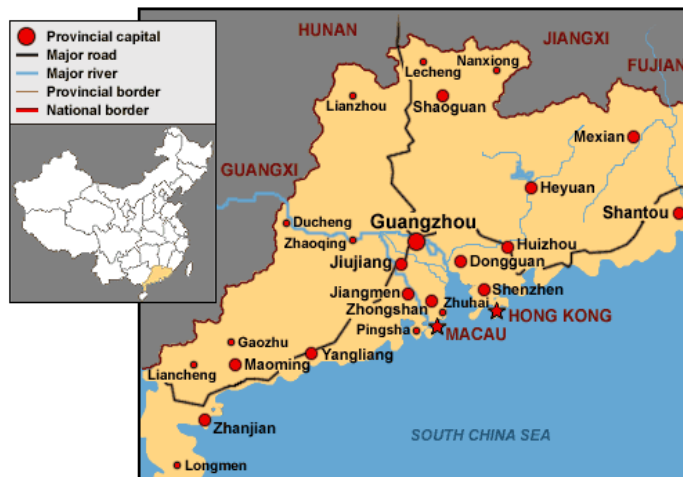 Provincial capital
Major road
Major river
Provincial border
National border
HUNAN
JIANGXI
FUJIAN
GUANGXI
Lecheng
Nanxiong
Lianzhou
Shaoguan
Mexian
Heyuan
Shantou
Ducheng
Guangzhou
Zhaoqing
Huizhou
Jiujiang
Dongguan
Jiangmen
Shenzhen
Zhongshan
Zhuhai
HONG KONG
Pingsha
MACAU
Gaozhu
Yangliang
Liancheng
Maoming
Zhanjian
SOUTH CHINA SEA
Longmen